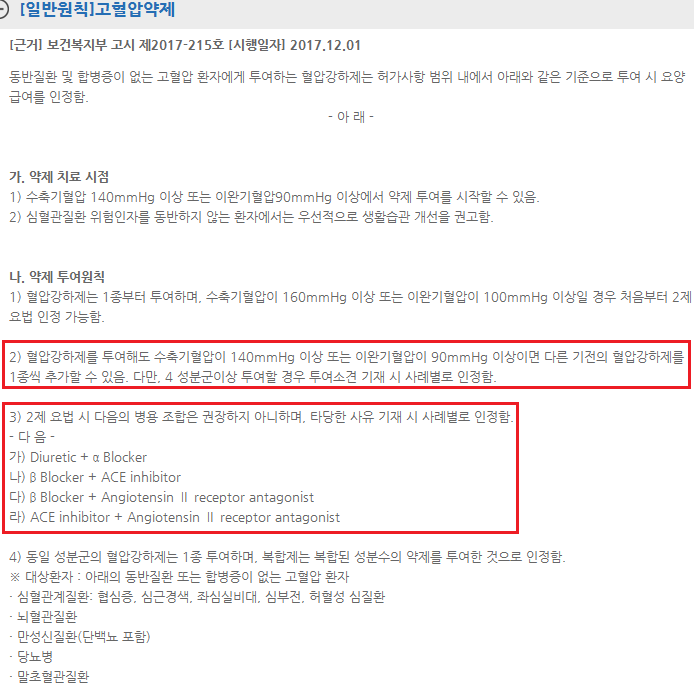 [일반원칙]고혈압약제
[근거] 보건복지부 고시 제2017-215호 [시행일자] 2017.12.01
동반질환 및 합병증이 없는 고혈압 환자에게 투여하는 혈압강하제는 허가사항 범위 내에서 아래와 같은 기준으로 투여 시 요양
급여를 인정함.
- 아 래 -
가. 약제 치료 시점
1) 수축기혈압 140mmHg 이상 또는 이완기혈압90mmHg 이상에서 약제 투여를 시작할 수 있음.
2) 심혈관질환 위험인자를 동반하지 않는 환자에서는 우선적으로 생활습관 개선을 권고함.
나. 약제 투여원칙
1) 혈압강하제는 1종부터 투여하며, 수축기혈압이 160mmHg 이상 또는 이완기혈압이 100mmHg 이상일 경우 처음부터 2제
요법 인정 가능함.
2) 혈압강하제를 투여해도 수축기혈압이 140mmHg 이상 또는 이완기혈압이 90mmHg 이상이면 다른 기전의 혈압강하제를
1종씩 추가할 수 있음. 다만, 4 성분군이상 투여할 경우 투여소견 기재 시 사례별로 인정함.
3) 2제 요법 시 다음의 병용 조합은 권장하지 아니하며, 타당한 사유 기재 시 사례별로 인정함.
- 다 음 -
가) Diuretic + α Blocker
나) β Blocker + ACE inhibitor
다) β Blocker + Angiotensin Ⅱ receptor antagonist
라) ACE inhibitor + Angiotensin Ⅱ receptor antagonist
4) 동일 성분군의 혈압강하제는 1종 투여하며, 복합제는 복합된 성분수의 약제를 투여한 것으로 인정함.
※ 대상환자 : 아래의 동반질환 또는 합병증이 없는 고혈압 환자
· 심혈관계질환: 협심증, 심근경색, 좌심실비대, 심부전, 허혈성 심질환
· 뇌혈관질환
· 만성신질환(단백뇨 포함)
· 당뇨병
· 말초혈관질환